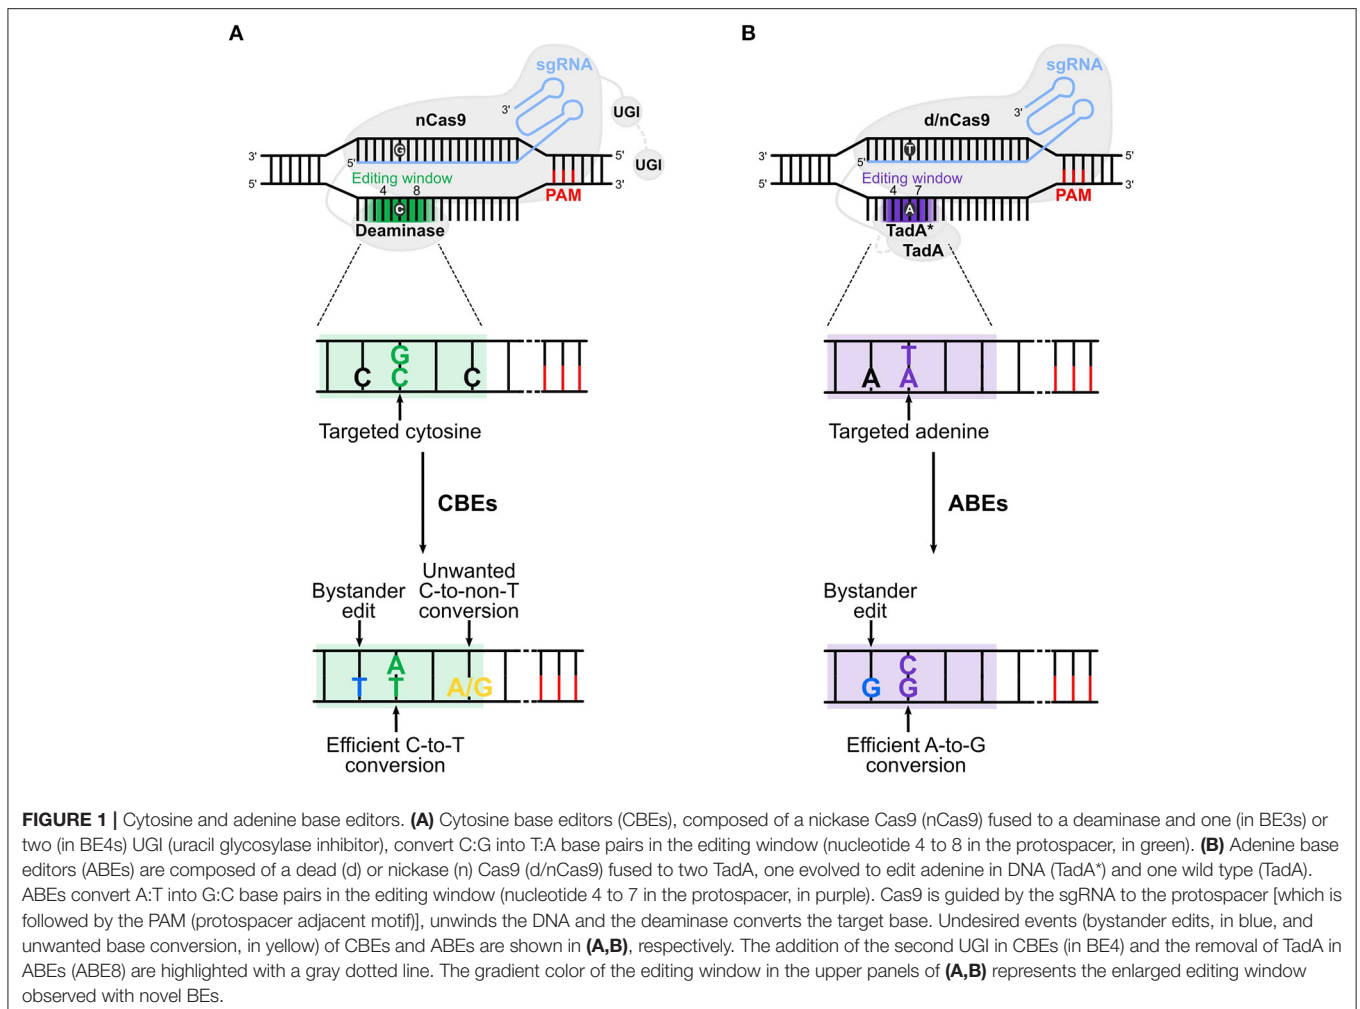 A
sgRNA
3'
nCas9
UGI
UGI
G
3'
5'
5'
5'
3'
Editing window
4 8
PAM
C
Deaminase
G
C C C
Targeted cytosine
CBEs
Unwanted
C-to-non-T
conversion
Bystander
edit
A
T T A/G
Efficient C-to-T
conversion
B
sgRNA
3'
d/nCas9
T
3'
5'
5'
5'
3'
Editing window
4 7
PAM
A
TadA*
TadA
T
A A
Targeted adenine
ABEs
Bystander
edit
C
G G
Efficient A-to-G
conversion
FIGURE 1 | Cytosine and adenine base editors. (A) Cytosine base editors (CBEs), composed of a nickase Cas9 (nCas9) fused to a deaminase and one (in BE3s) or
two (in BE4s) UGI (uracil glycosylase inhibitor), convert C:G into T:A base pairs in the editing window (nucleotide 4 to 8 in the protospacer, in green). (B) Adenine base
editors (ABEs) are composed of a dead (d) or nickase (n) Cas9 (d/nCas9) fused to two TadA, one evolved to edit adenine in DNA (TadA*) and one wild type (TadA).
ABEs convert A:T into G:C base pairs in the editing window (nucleotide 4 to 7 in the protospacer, in purple). Cas9 is guided by the sgRNA to the protospacer [which is
followed by the PAM (protospacer adjacent motif)], unwinds the DNA and the deaminase converts the target base. Undesired events (bystander edits, in blue, and
unwanted base conversion, in yellow) of CBEs and ABEs are shown in (A,B), respectively. The addition of the second UGI in CBEs (in BE4) and the removal of TadA in
ABEs (ABE8) are highlighted with a gray dotted line. The gradient color of the editing window in the upper panels of (A,B) represents the enlarged editing window
observed with novel BEs.